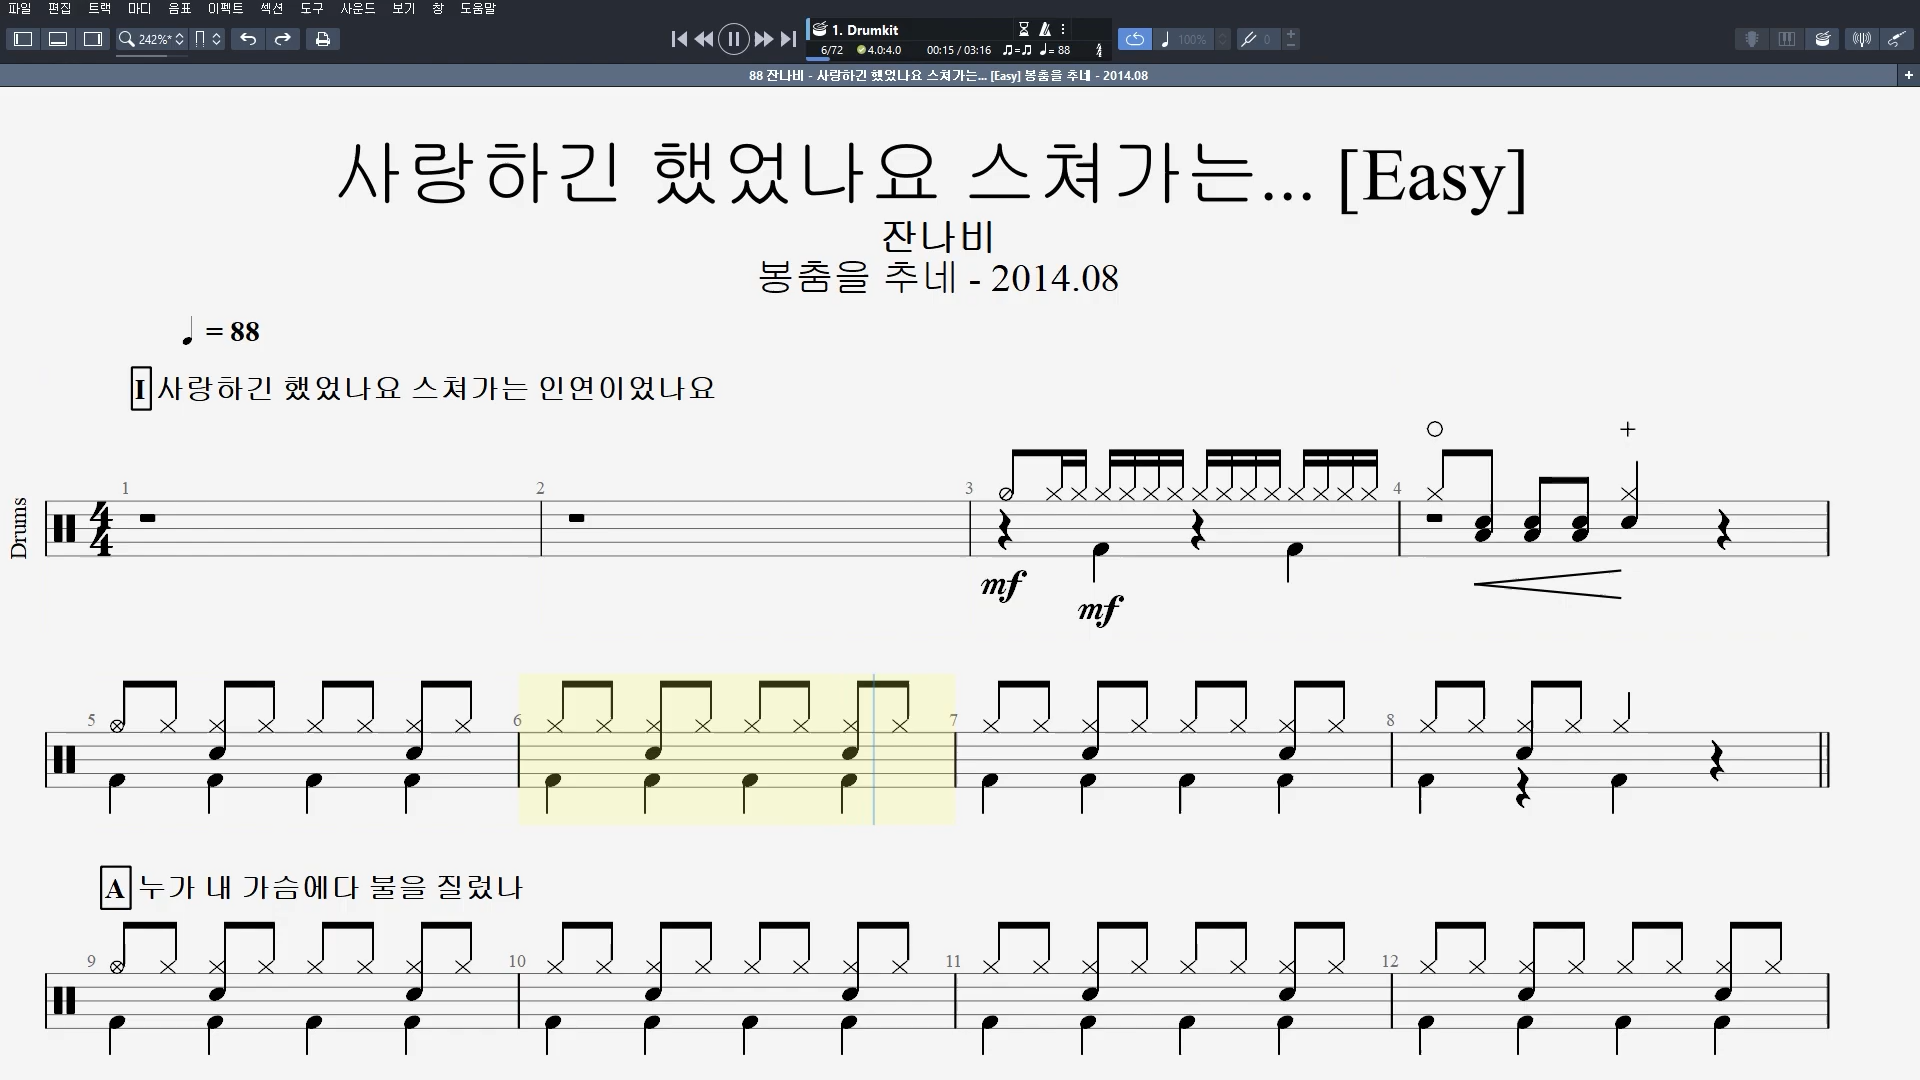 파일 편집 트랙 마디 음표 이펙트 섹션 도구 사운드 보기 창 도움말
242%*
1. Drumkit
6/72 4.0:4.0 00:15 / 03:16 ♫=♫ ♩= 88
100%
0
88 잔나비 - 사랑하긴 했었나요 스쳐가는... [Easy] 봉춤을 추네 - 2014.08
사랑하긴 했었나요 스쳐가는... [Easy]
잔나비
봉춤을 추네 - 2014.08
♩ = 88
I 사랑하긴 했었나요 스쳐가는 인연이었나요
Drums
4/4
1 2 3 4
mf
mf
5 6 7 8
A 누가 내 가슴에다 불을 질렀나
9 10 11 12